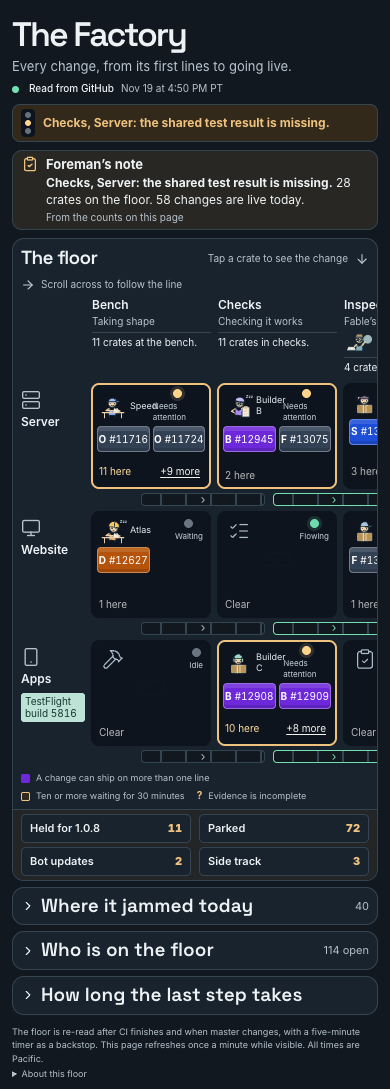 The Factory
Every change, from its first lines to going live.
Read from GitHub Nov 19 at 4:50 PM PT
Checks, Server: the shared test result is missing.
Foreman's note
Checks, Server: the shared test result is missing. 28
crates on the floor. 58 changes are live today.
From the counts on this page
The floor
Tap a crate to see the change ↓
→ Scroll across to follow the line
Bench
Checks
Taking shape
Checking it works
Fable's
11 crates at the bench.
11 crates in checks.
4 crate
Server
Needs attention
Builder B
Needs attention
O #11716
O #11724
B #12945
F #13075
11 here
+9 more
2 here
3 here
Website
Atlas
Waiting
Flowing
D #12627
1 here
Clear
1 here
Apps
Idle
Builder C
Needs attention
TestFlight
build 5816
B #12908
B #12909
Clear
10 here
+8 more
Clear
A change can ship on more than one line
Ten or more waiting for 30 minutes
? Evidence is incomplete
Held for 1.0.8 11
Parked 72
Bot updates 2
Side track 3
Where it jammed today 40
Who is on the floor 114 open
How long the last step takes
The floor is re-read after CI finishes and when master changes, with a five-minute
timer as a backstop. This page refreshes once a minute while visible. All times are
Pacific.
About this floor